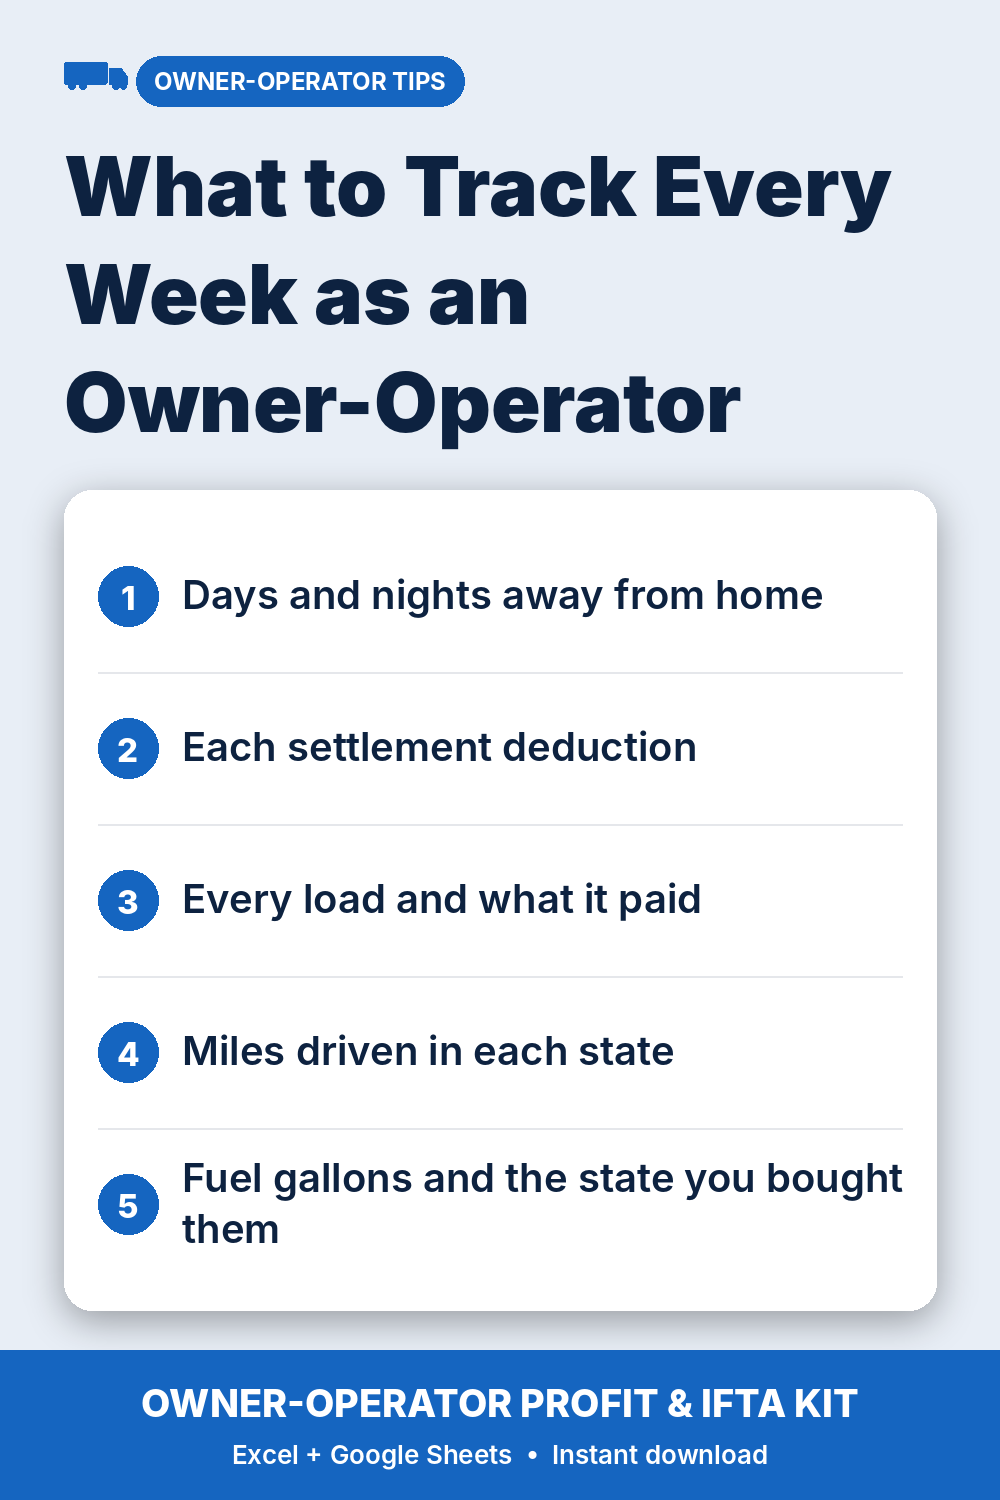 OWNER-OPERATOR TIPS
What to Track Every
Week as an
Owner-Operator
1 Days and nights away from home
2 Each settlement deduction
3 Every load and what it paid
4 Miles driven in each state
5 Fuel gallons and the state you bought
them
OWNER-OPERATOR PROFIT & IFTA KIT
Excel + Google Sheets • Instant download